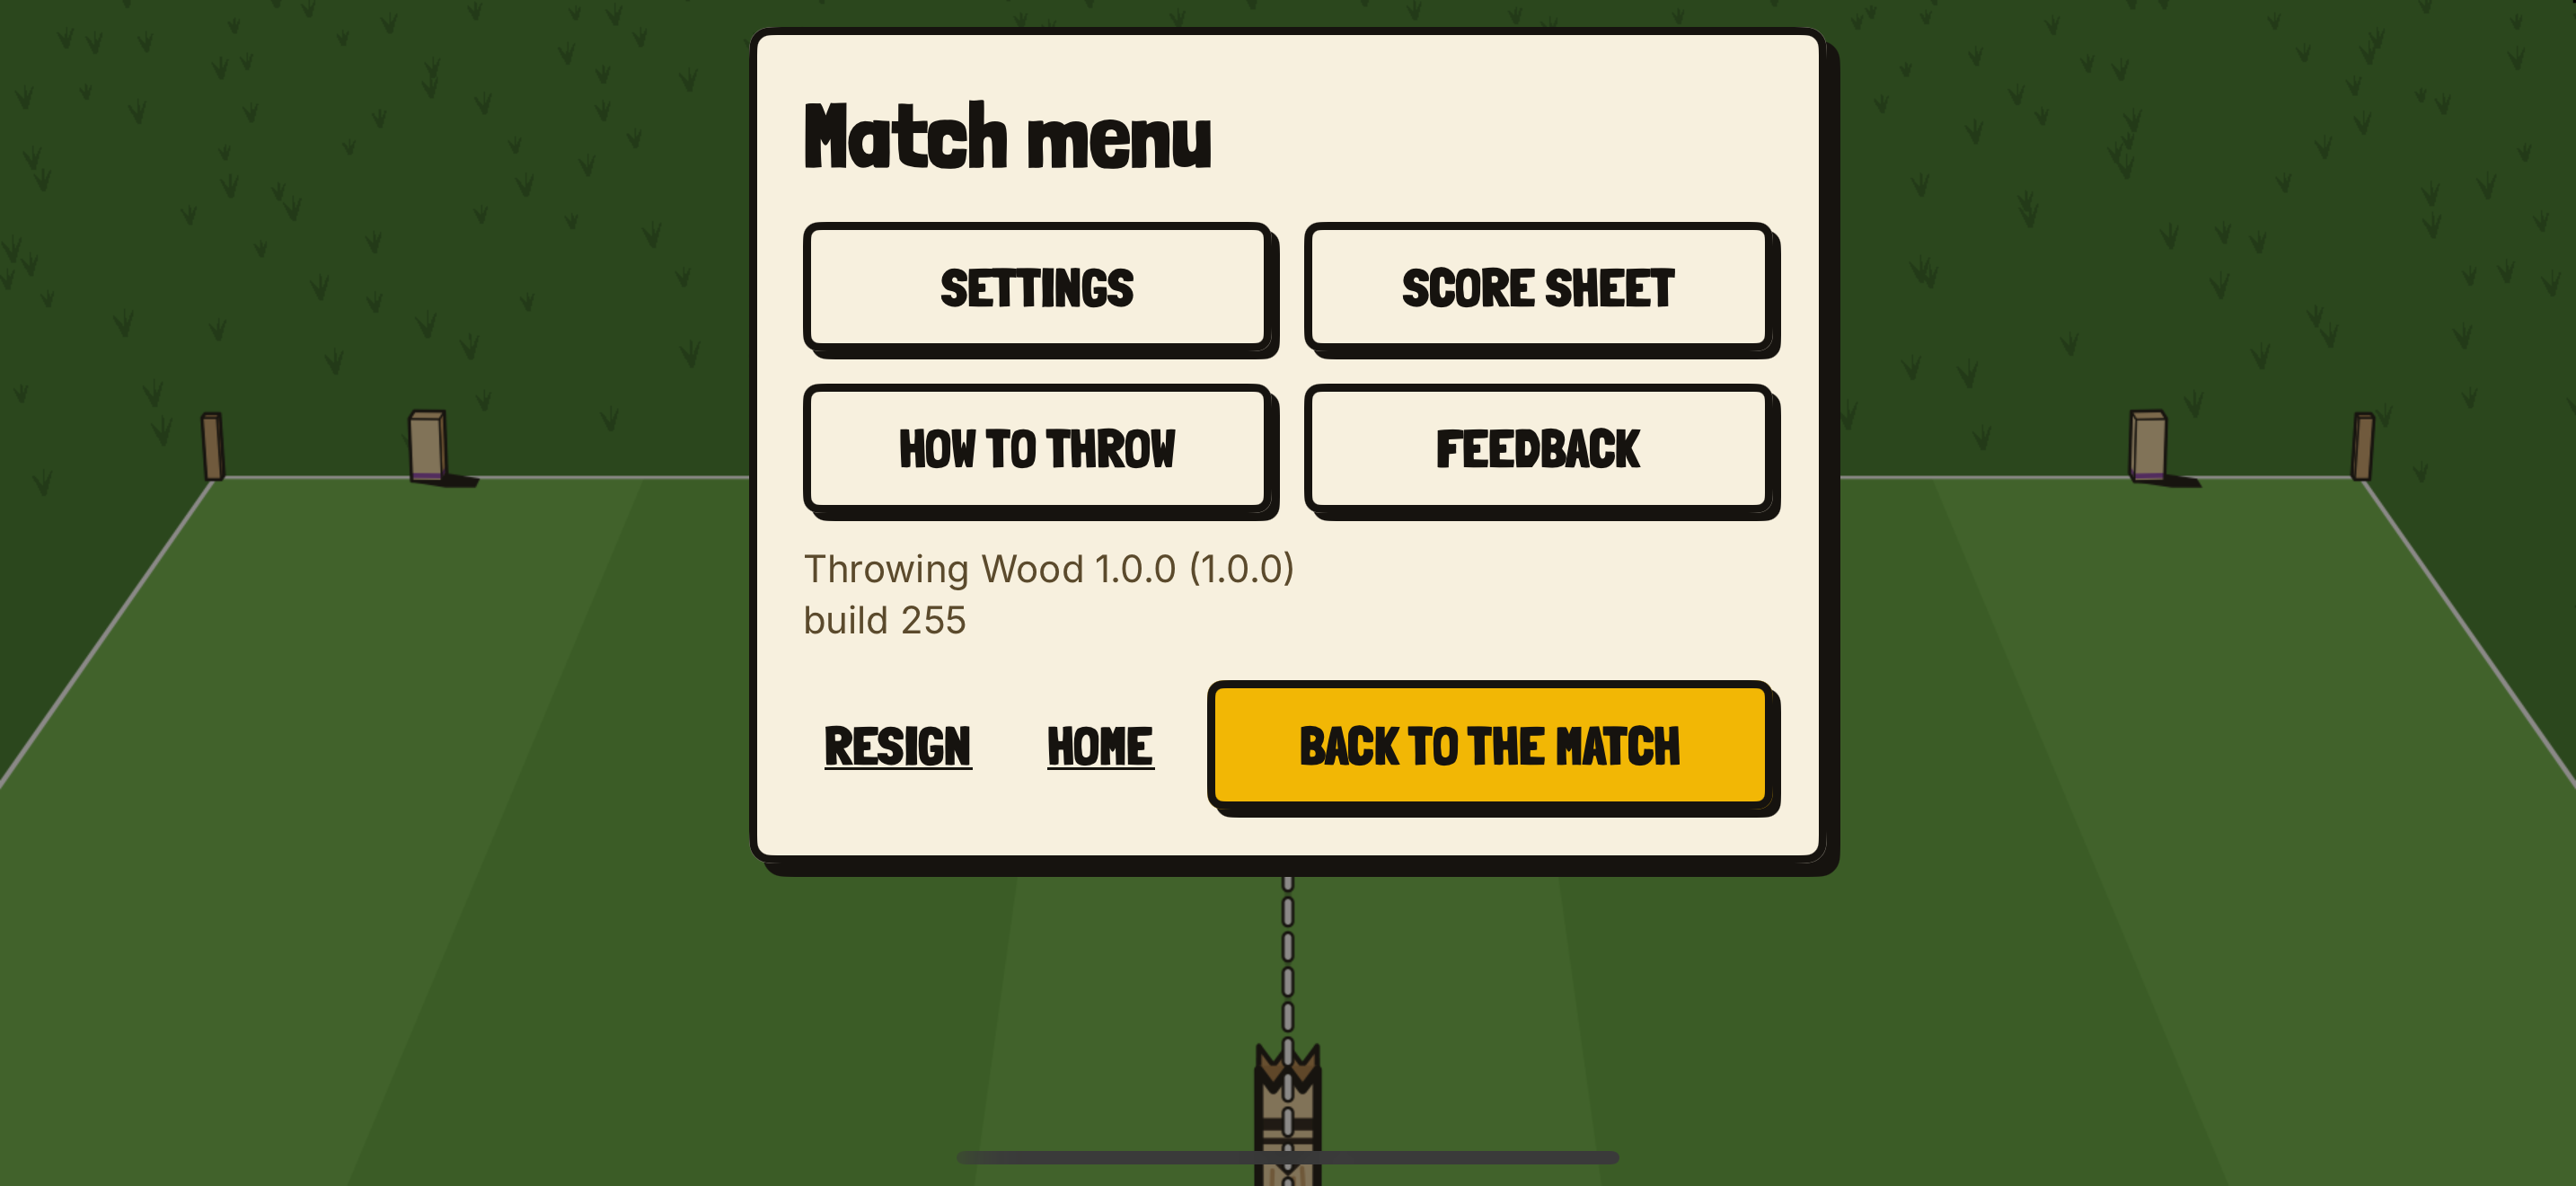 Match menu
SETTINGS
SCORE SHEET
HOW TO THROW
FEEDBACK
Throwing Wood 1.0.0 (1.0.0)
build 255
RESIGN
HOME
BACK TO THE MATCH